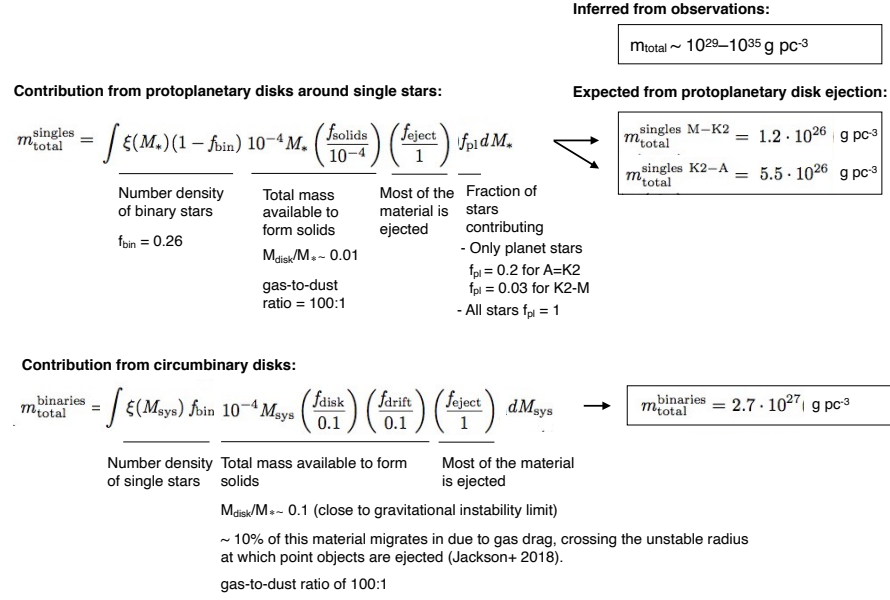 Inferred from observations:
m_total ~ 10^29–10^35 g pc^-3
Contribution from protoplanetary disks around single stars:
Expected from protoplanetary disk ejection:
m_total^singles = ∫ ξ(M_*)(1 − f_bin) 10^-4 M_* (f_solids/10^-4) (f_eject/1) f_pl dM_*
m_total^singles M−K2 = 1.2 · 10^26 g pc^-3
m_total^singles K2−A = 5.5 · 10^26 g pc^-3
Number density
of binary stars
f_bin = 0.26
Total mass
available to
form solids
M_disk/M_* ~ 0.01
gas-to-dust
ratio = 100:1
Most of the
material is
ejected
Fraction of
stars
contributing
- Only planet stars
f_pl = 0.2 for A=K2
f_pl = 0.03 for K2-M
- All stars f_pl = 1
Contribution from circumbinary disks:
m_total^binaries = ∫ ξ(M_sys) f_bin 10^-4 M_sys (f_disk/0.1) (f_drift/0.1) (f_eject/1) dM_sys
m_total^binaries = 2.7 · 10^27 g pc^-3
Number density
of single stars
Total mass available to form
solids
Most of the material
is ejected
M_disk/M_* ~ 0.1 (close to gravitational instability limit)
~ 10% of this material migrates in due to gas drag, crossing the unstable radius
at which point objects are ejected (Jackson+ 2018).
gas-to-dust ratio of 100:1